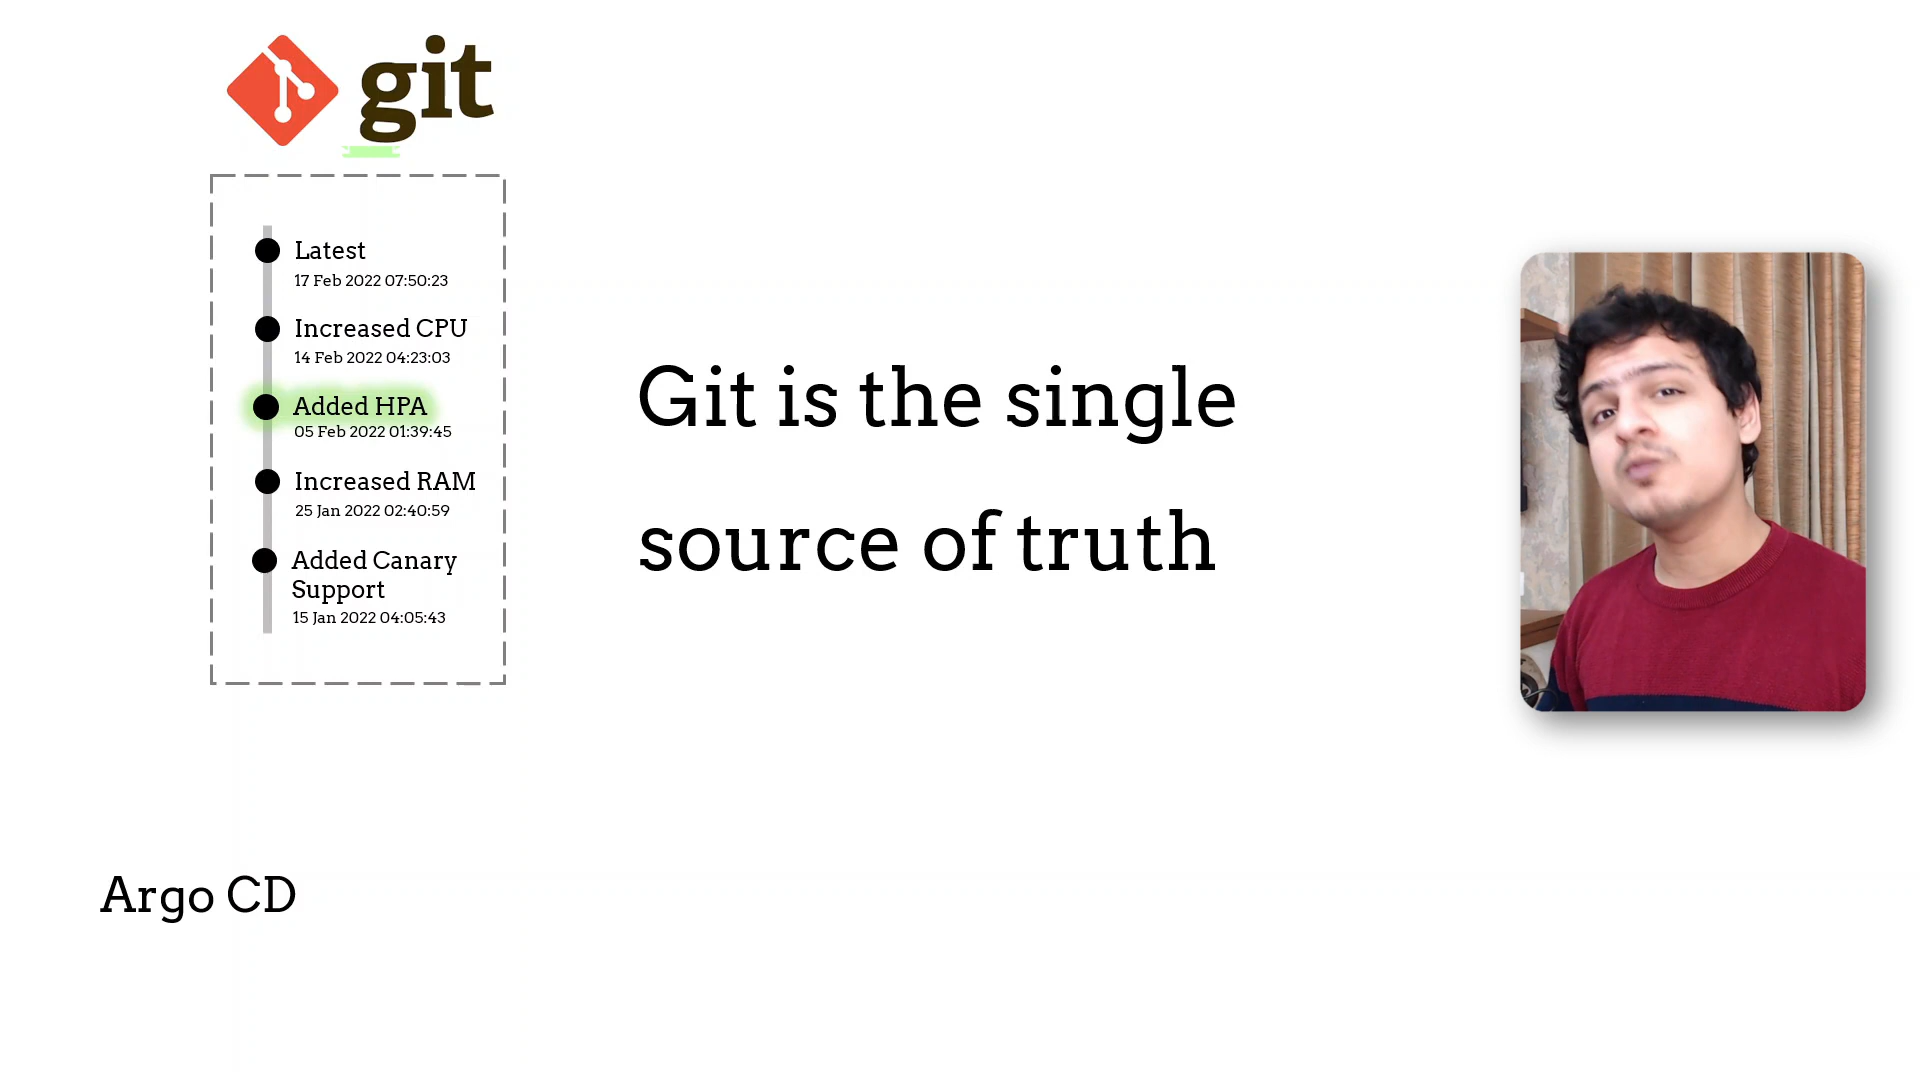 git
Latest
17 Feb 2022 07:50:23
Increased CPU
14 Feb 2022 04:23:03
Added HPA
05 Feb 2022 01:39:45
Increased RAM
25 Jan 2022 02:40:59
Added Canary
Support
15 Jan 2022 04:05:43
Git is the single
source of truth
Argo CD